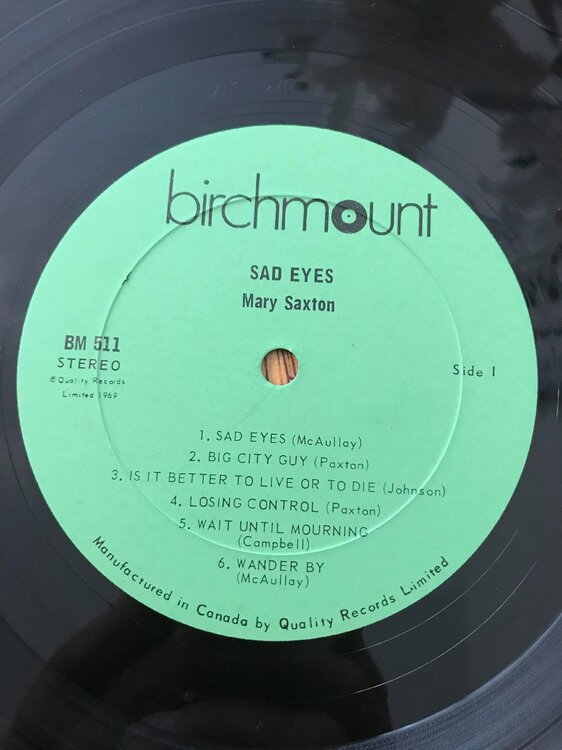 birchmount
SAD EYES
Mary Saxton
BM 511
STEREO
© Quality Records
Limited 1969
Side 1
1. SAD EYES (McAullay)
2. BIG CITY GUY (Paxton)
3. IS IT BETTER TO LIVE OR TO DIE (Johnson)
4. LOSING CONTROL (Paxton)
5. WAIT UNTIL MOURNING
(Campbell)
6. WANDER BY
(McAullay)
Manufactured in Canada by Quality Records Limited